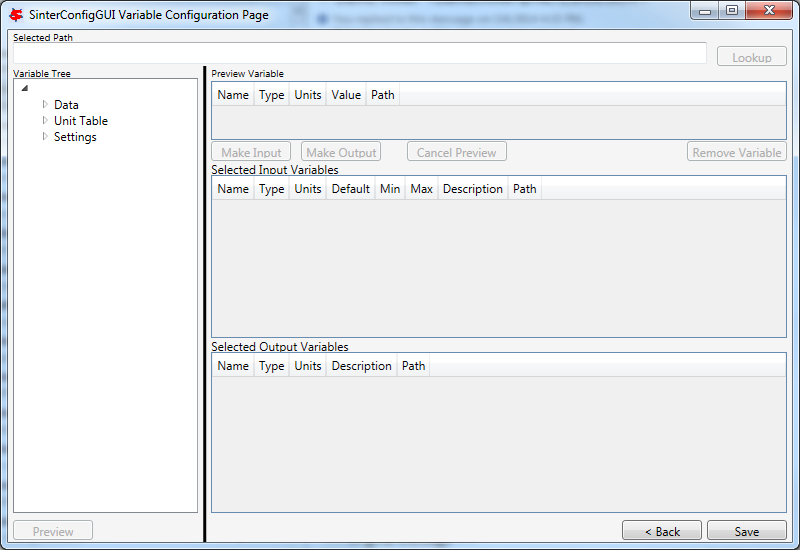 SinterConfigGUI Variable Configuration Page
Selected Path
Lookup
Variable Tree
Data
Unit Table
Settings
Preview
Preview Variable
Name Type Units Value Path
Make Input Make Output Cancel Preview Remove Variable
Selected Input Variables
Name Type Units Default Min Max Description Path
Selected Output Variables
Name Type Units Description Path
< Back Save